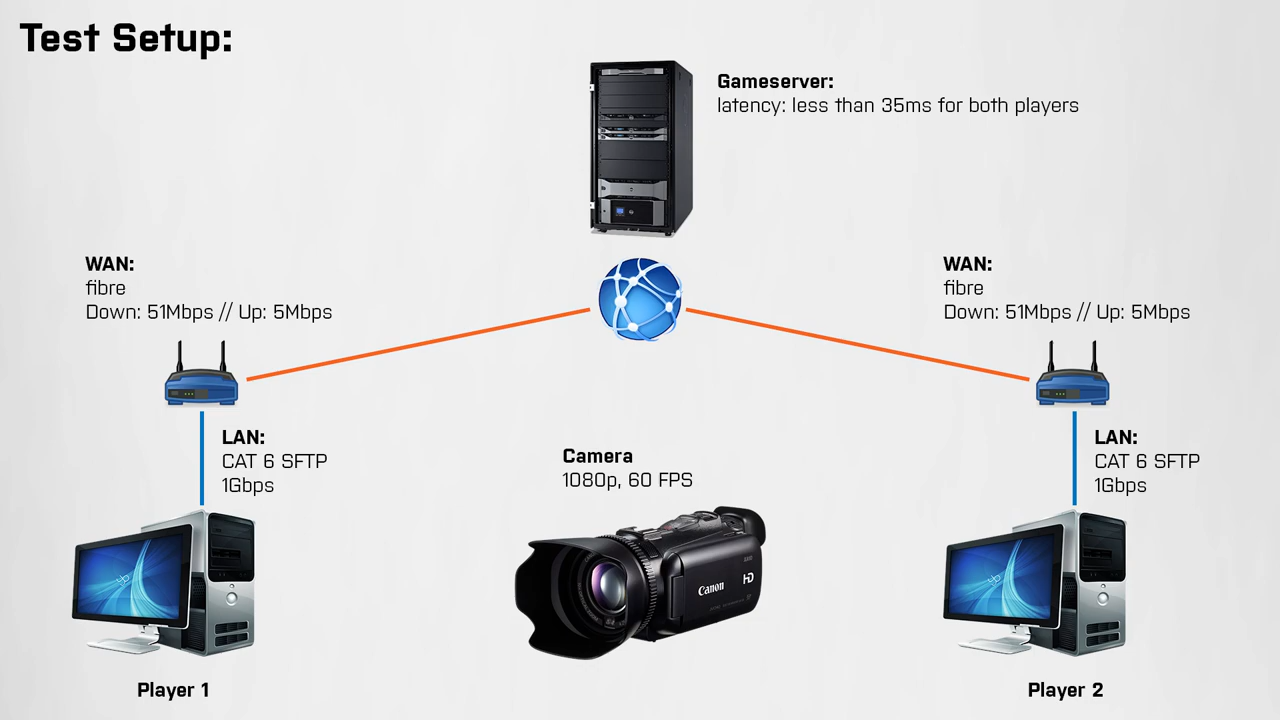 Test Setup:
Gameserver:
latency: less than 35ms for both players
WAN:
fibre
Down: 51Mbps // Up: 5Mbps
WAN:
fibre
Down: 51Mbps // Up: 5Mbps
LAN:
CAT 6 SFTP
1Gbps
Camera
1080p, 60 FPS
LAN:
CAT 6 SFTP
1Gbps
Canon
HD
Player 1
Player 2